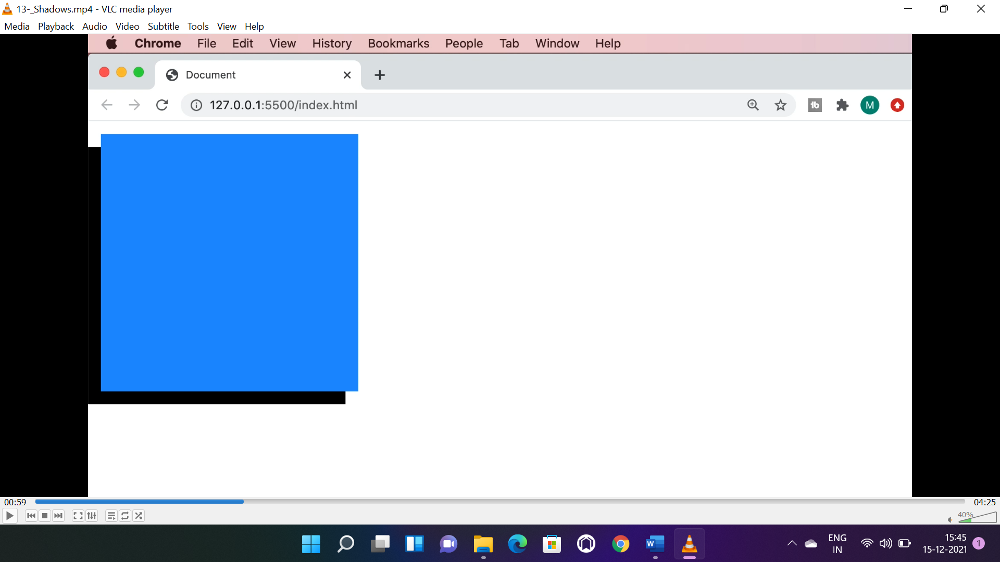 13-_Shadows.mp4 - VLC media player
Media Playback Audio Video Subtitle Tools View Help
Chrome File Edit View History Bookmarks People Tab Window Help
Document
127.0.0.1:5500/index.html
M
00:59
04:25
40%
W
ENG
IN
15:45
15-12-2021
1